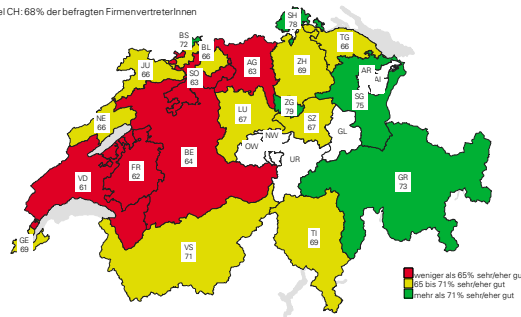 el CH: 68% der befragten FirmenvertreterInnen
SH
78
BS
72
BL
66
TG
66
JU
66
SO
63
AG
63
ZH
69
AR
AI
SG
75
ZG
79
NE
66
LU
67
SZ
67
NW
OW
GL
UR
BE
64
FR
62
VD
61
GR
73
GE
69
VS
71
TI
69
weniger als 65% sehr/eher gu
65 bis 71% sehr/eher gut
mehr als 71% sehr/eher gut